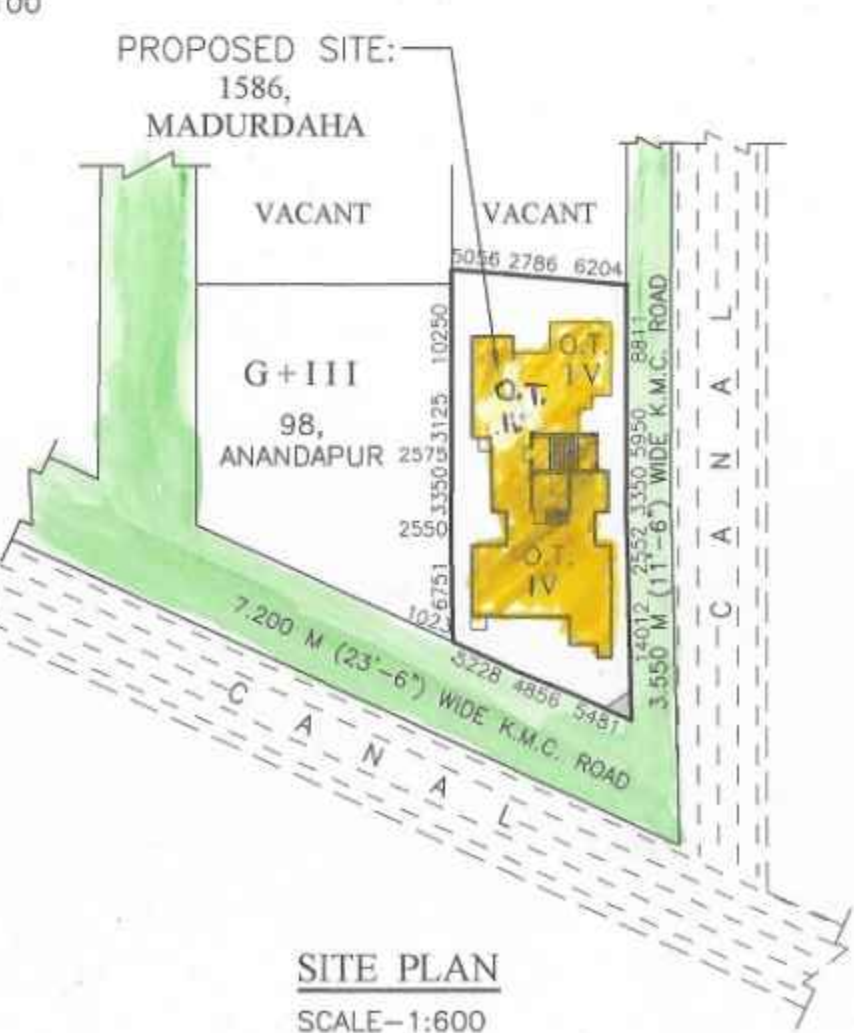 PROPOSED SITE:
1586,
MADURDAHA
VACANT
VACANT
5056 2786 6204
10250
3125
2575
3350
2550
6751
1023
G+III
98,
ANANDAPUR
O.T.
IV
O.T.
O.T.
IV
8811
5950
3350
2552
14012
3.550 M (11'-6") WIDE K.M.C. ROAD
CANAL
3228 4856 5481
7.200 M (23'-6") WIDE K.M.C. ROAD
CANAL
SITE PLAN
SCALE-1:600